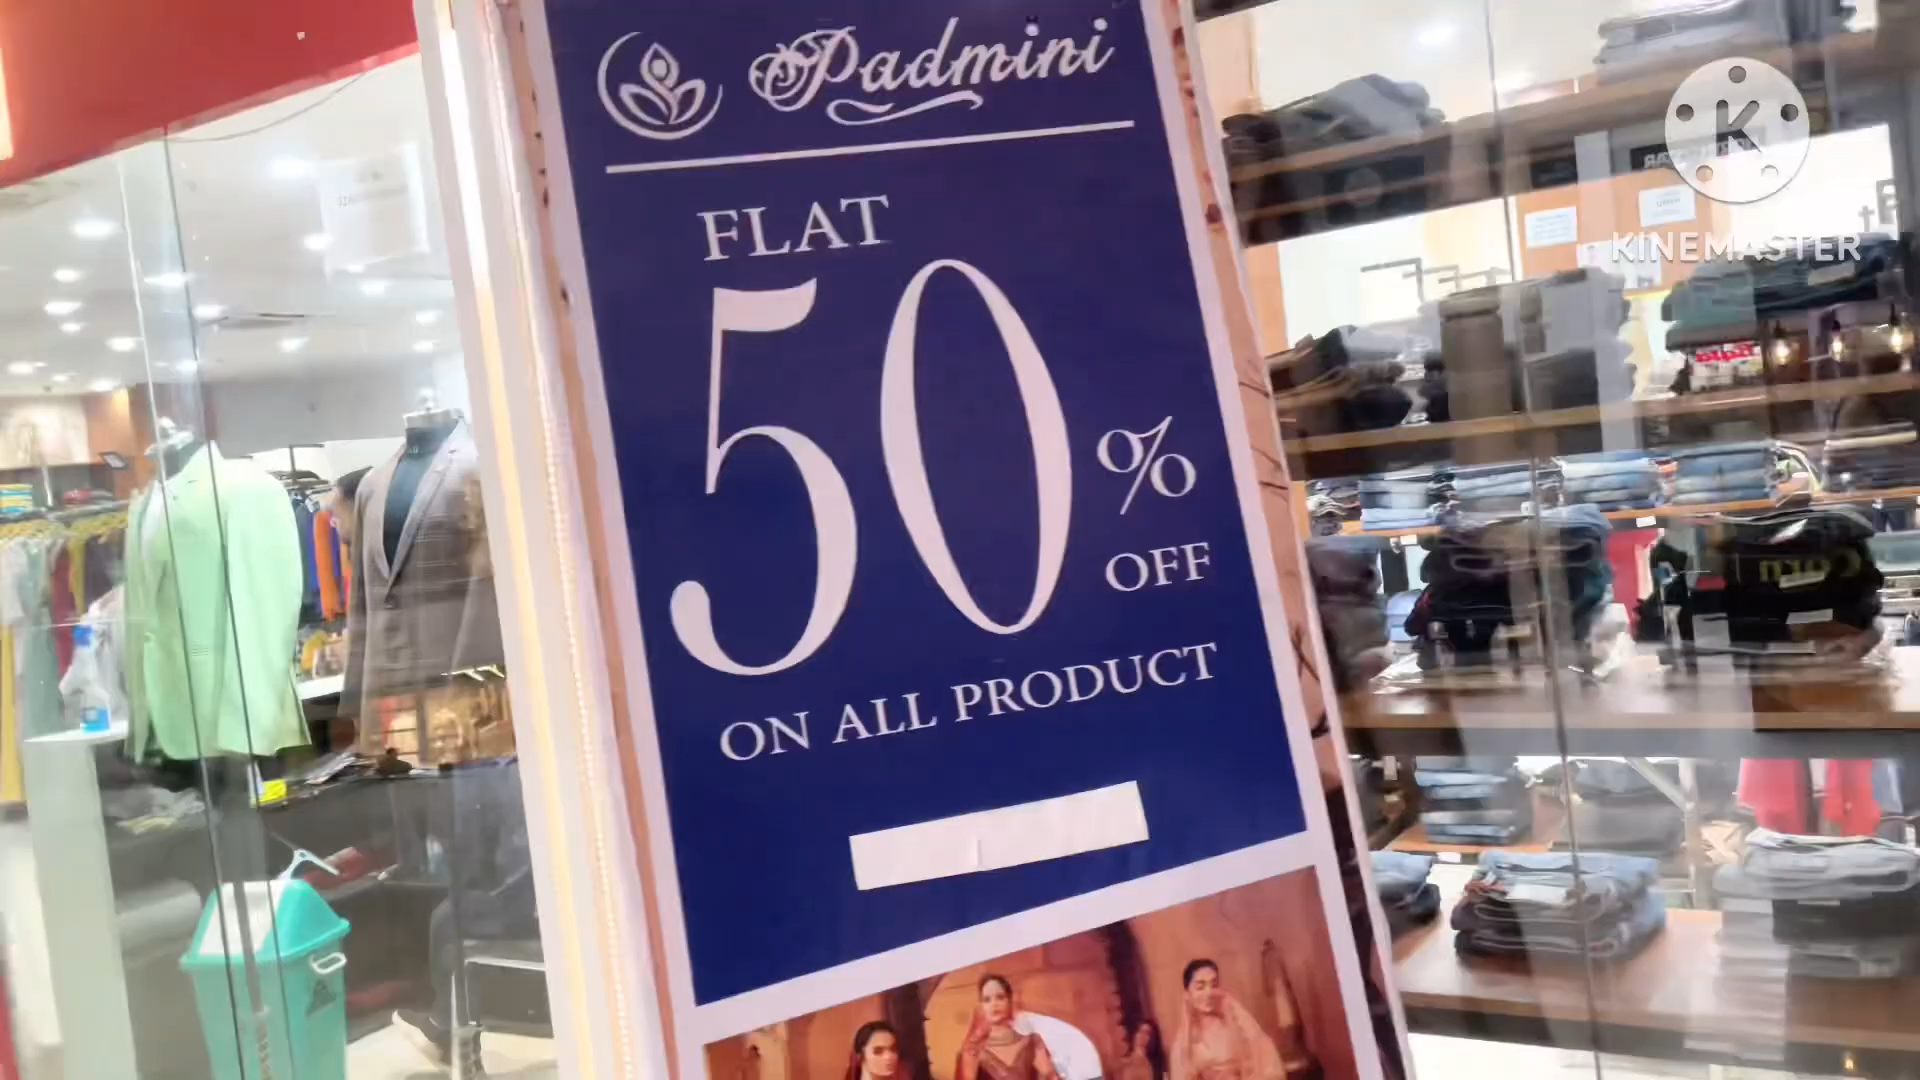 Padmini
FLAT
50%
OFF
ON ALL PRODUCT
KINEMASTER